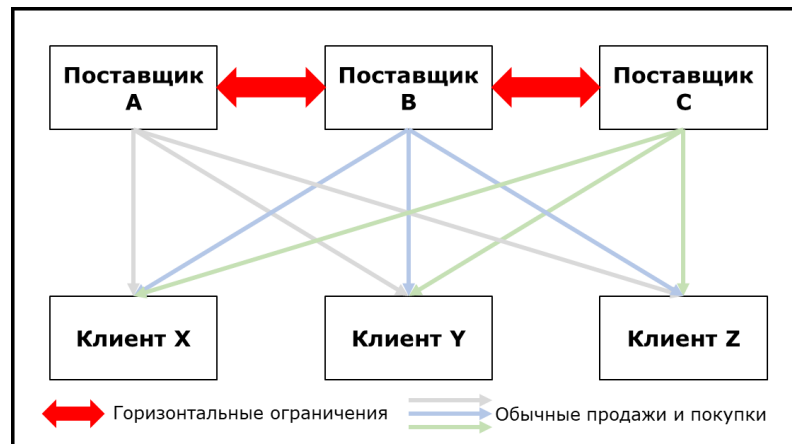 Поставщик
A
Поставщик
B
Поставщик
C
Клиент X
Клиент Y
Клиент Z
Горизонтальные ограничения
Обычные продажи и покупки